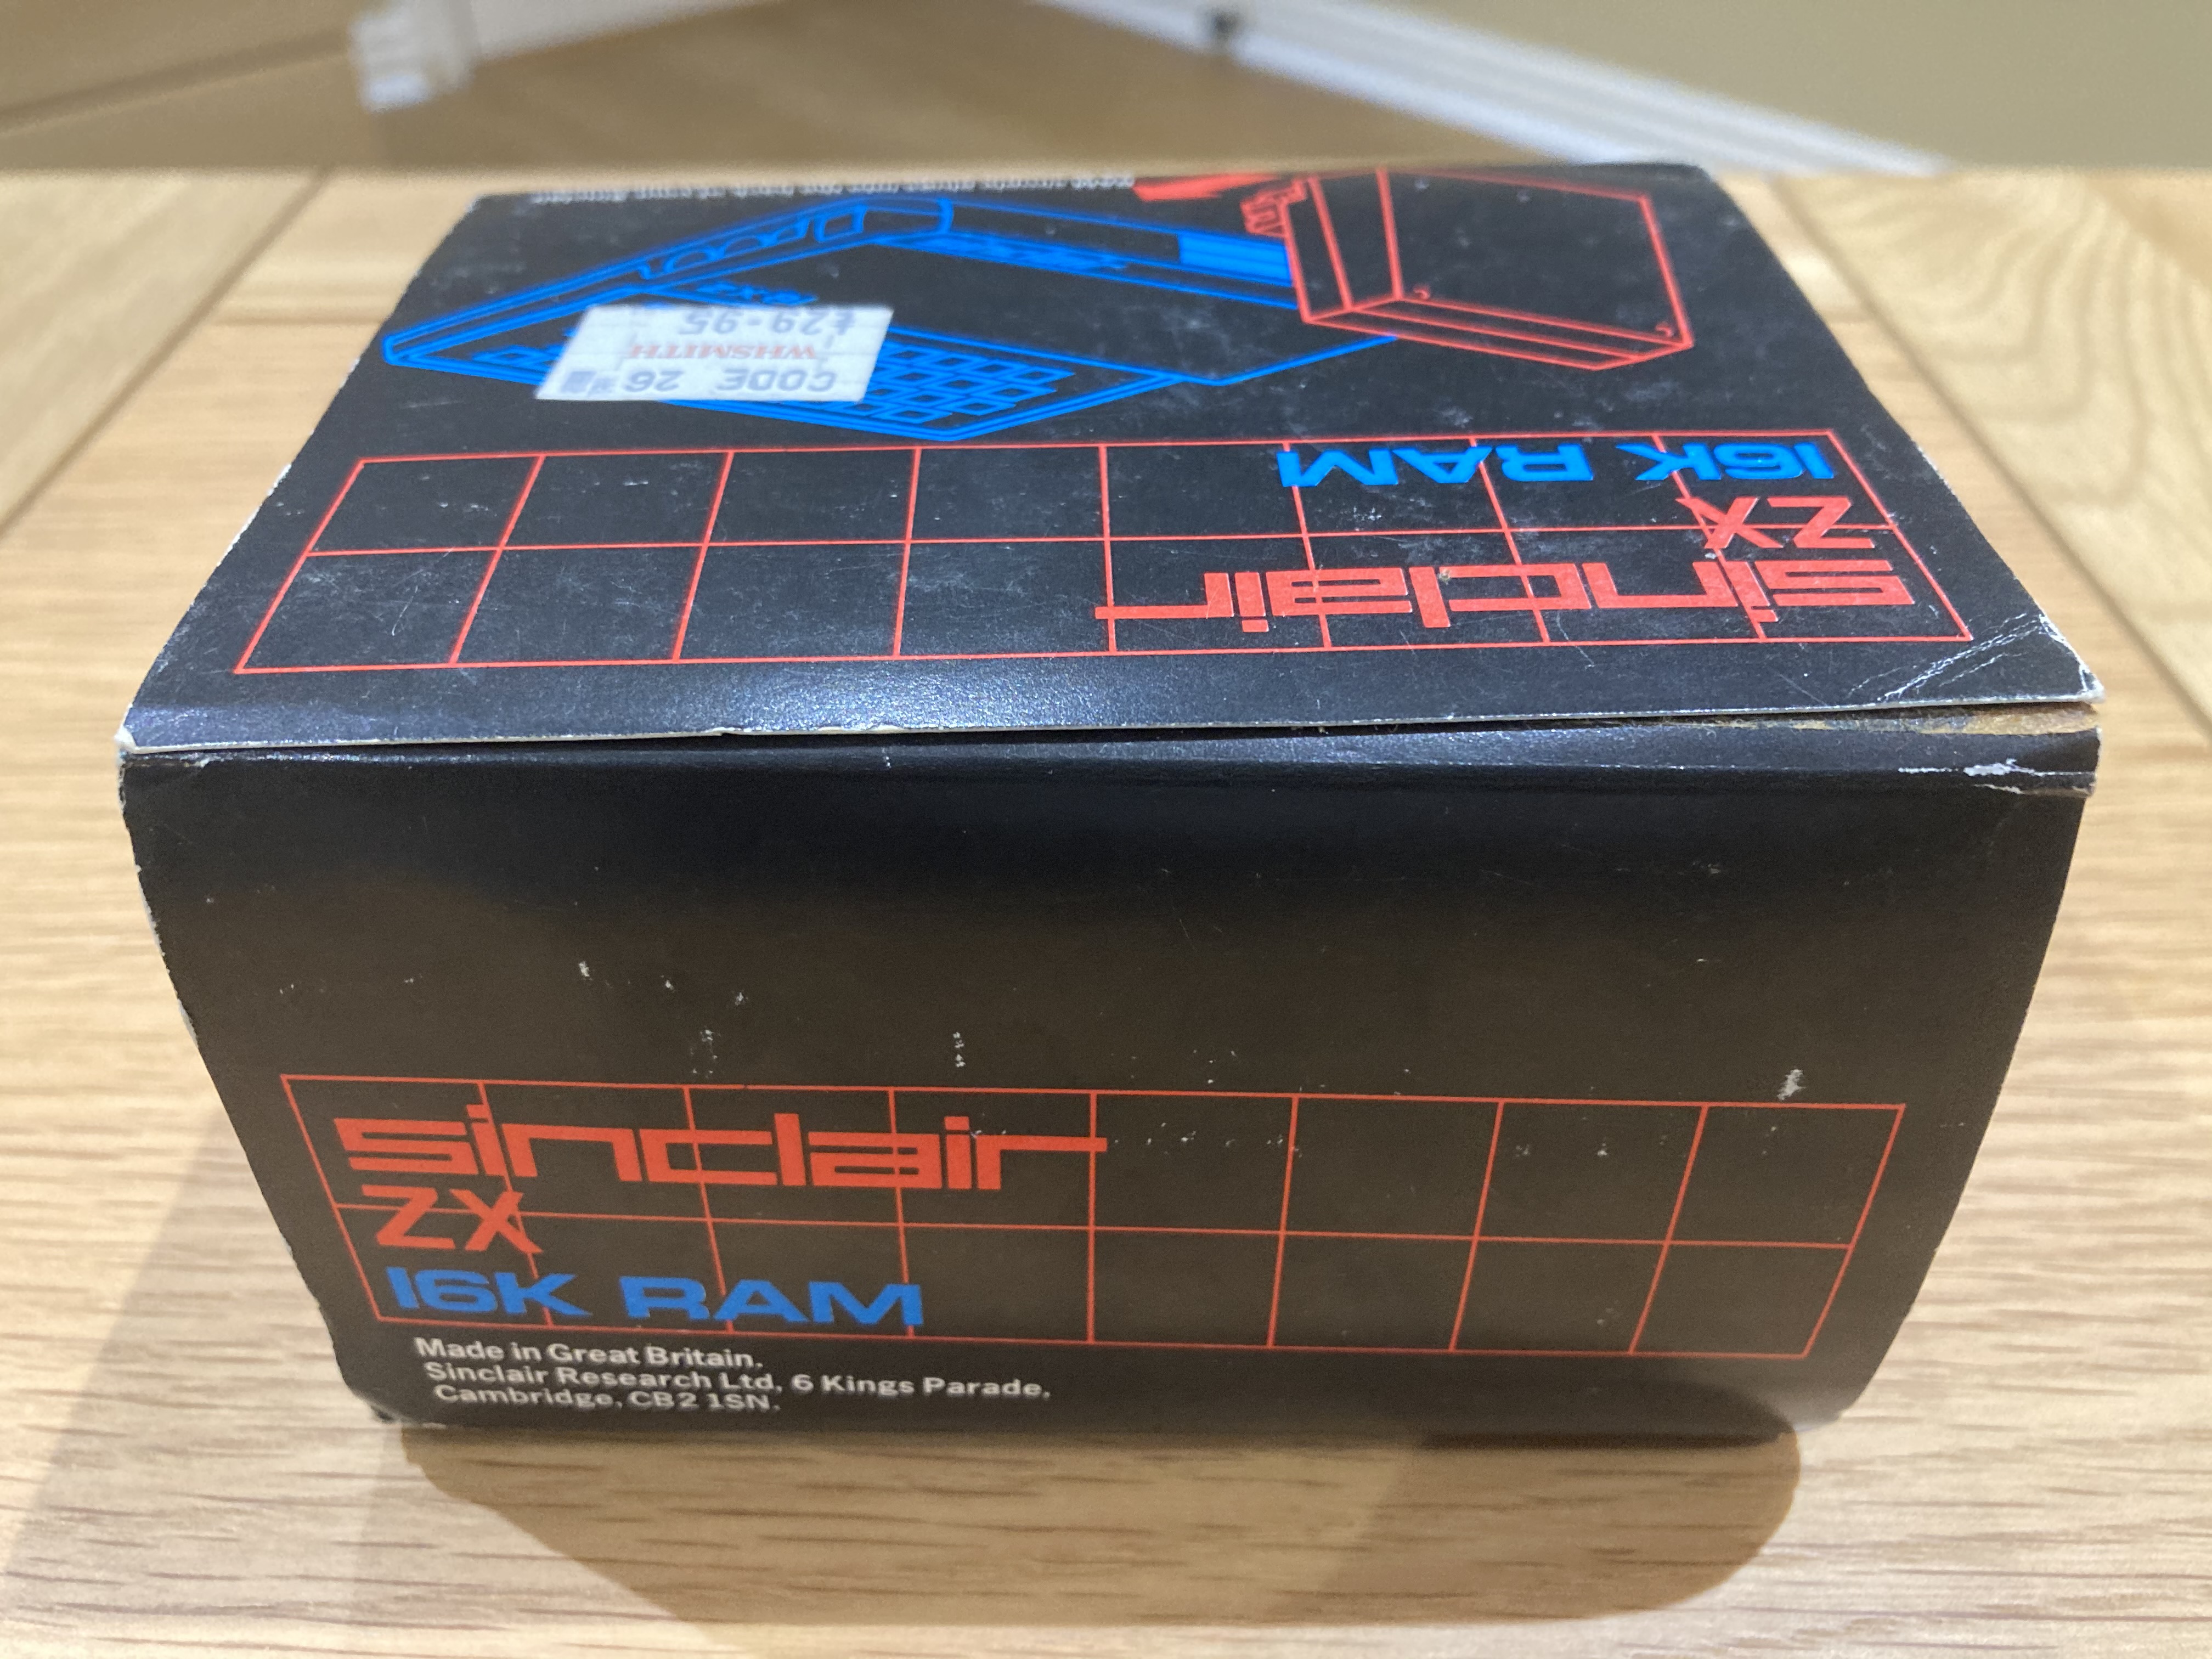 ZX81
£29.95
WHSMITH
CODE 26
16K RAM
ZX
sinclair
sinclair
ZX
16K RAM
Made in Great Britain.
Sinclair Research Ltd, 6 Kings Parade,
Cambridge, CB2 1SN.